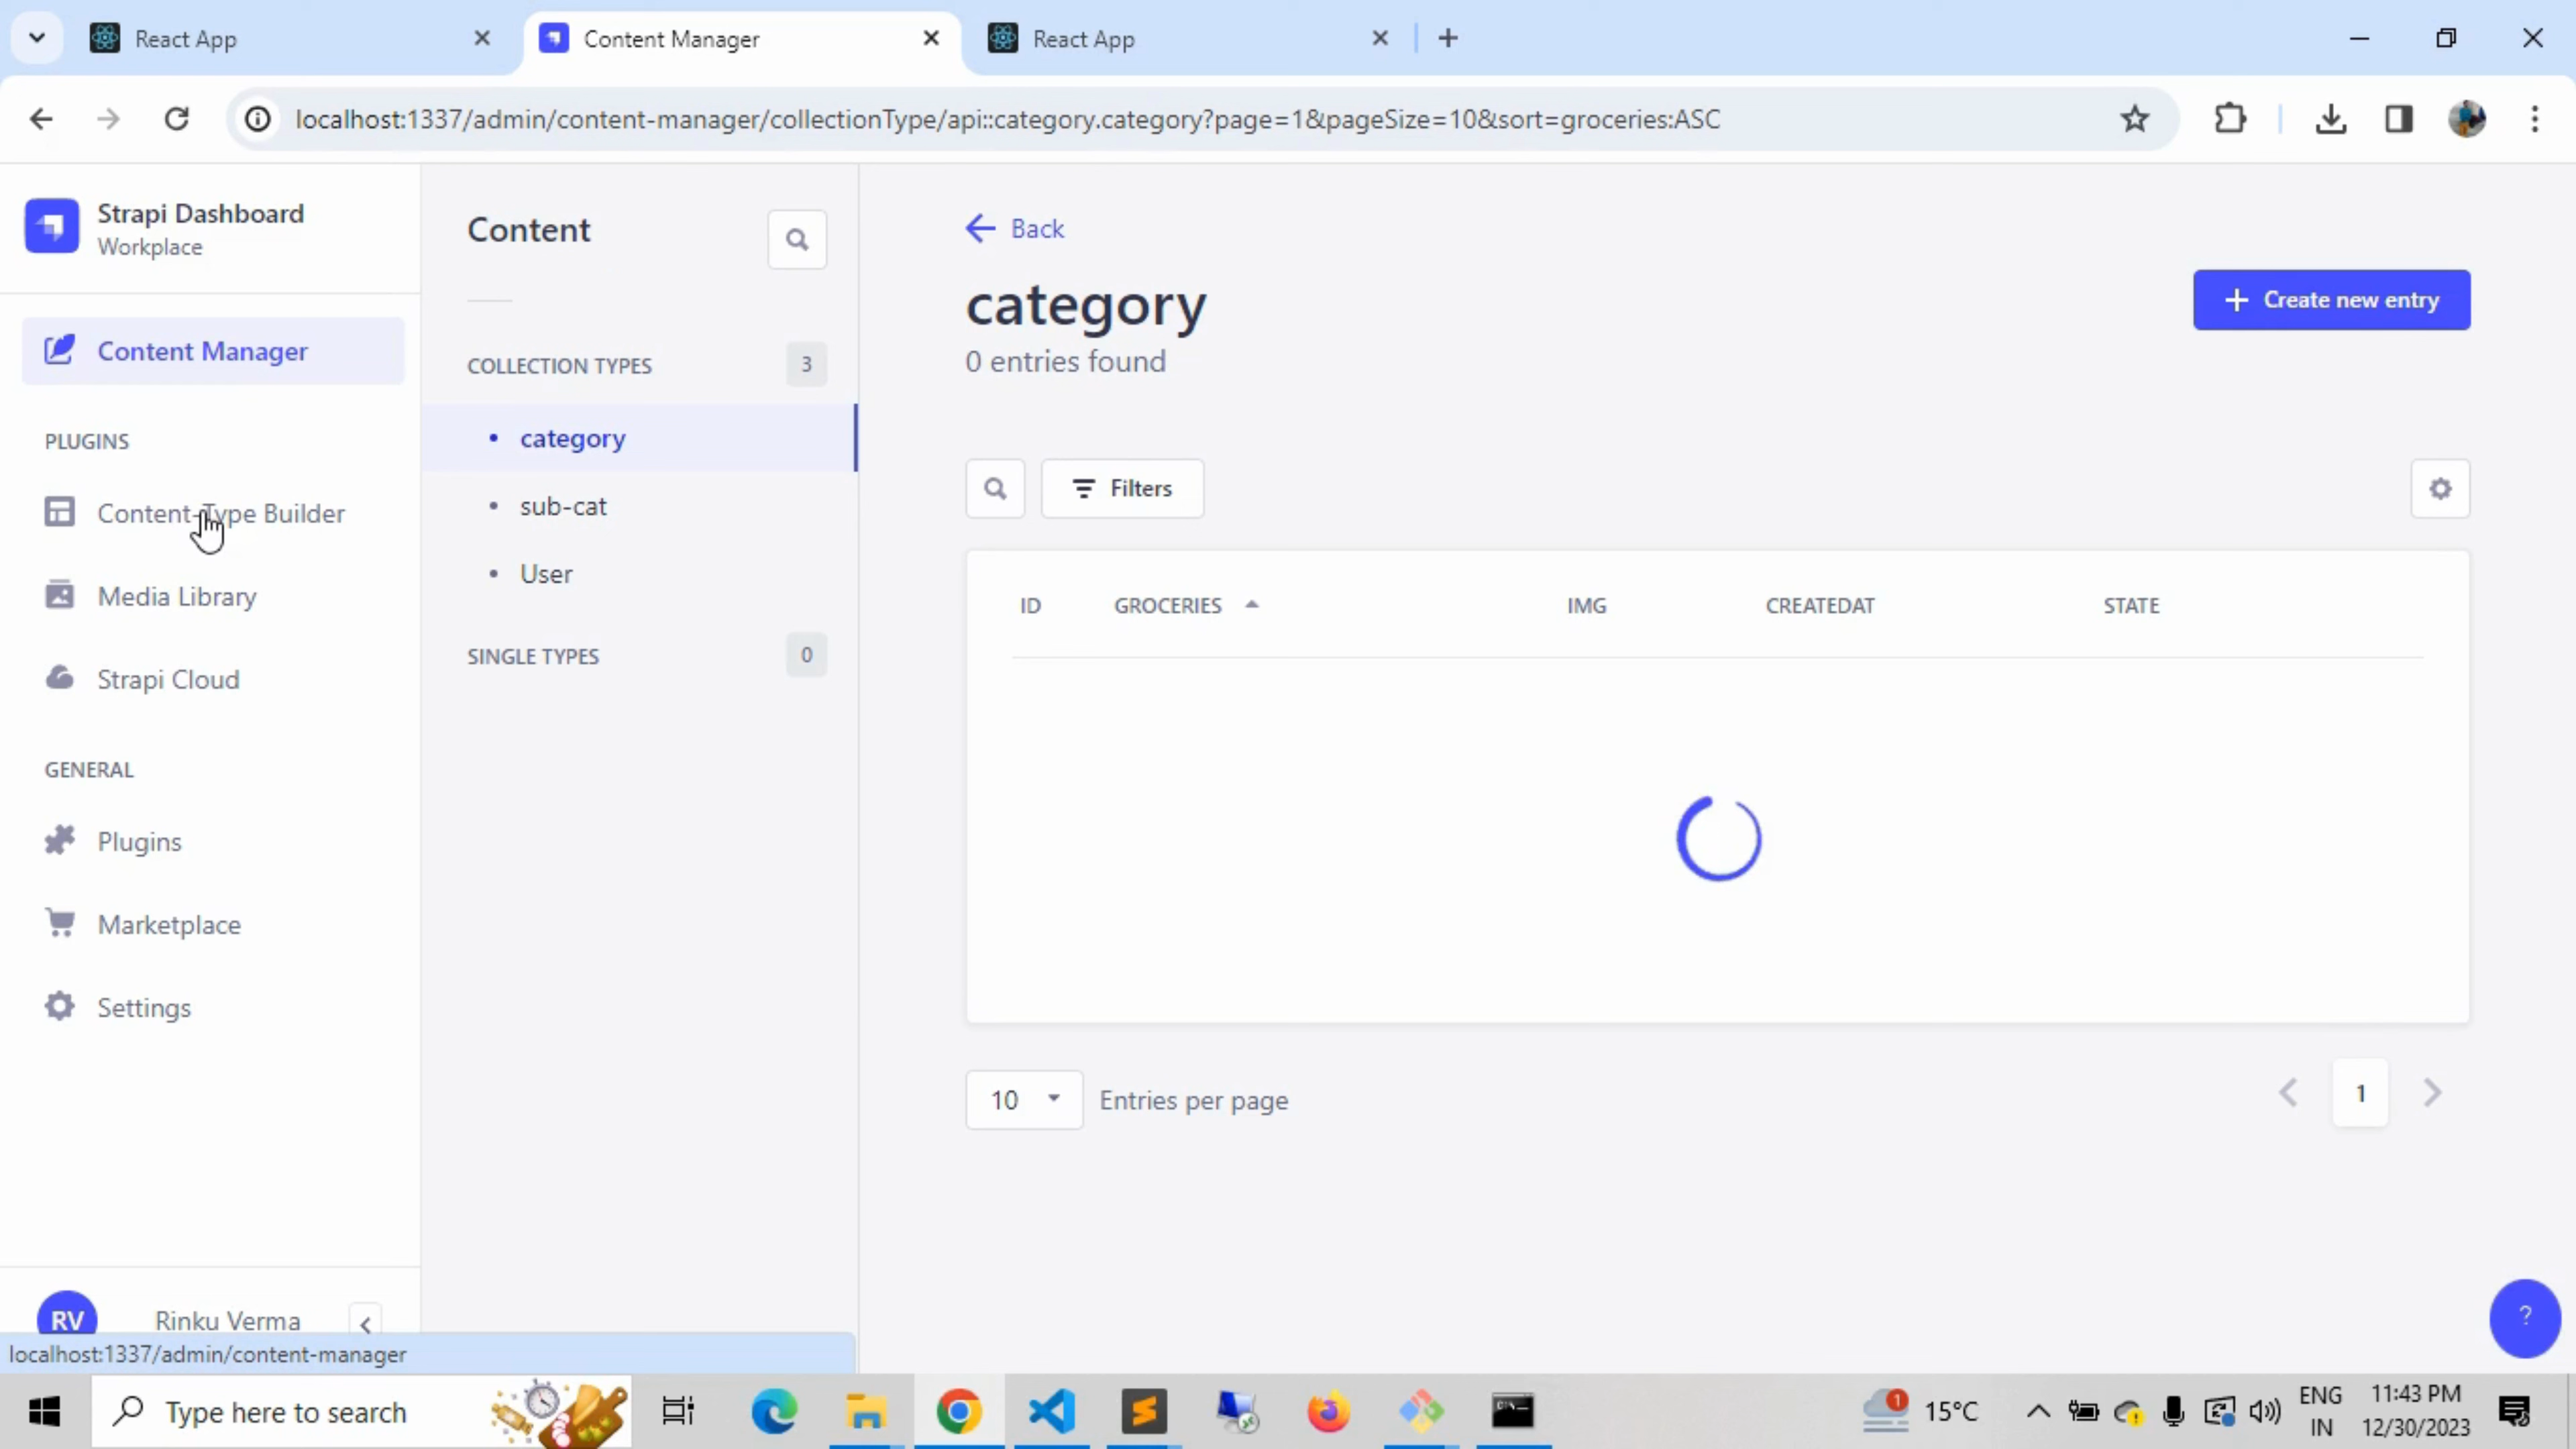 React App
Content Manager
React App
localhost:1337/admin/content-manager/collectionType/api::category.category?page=1&pageSize=10&sort=groceries:ASC
Strapi Dashboard
Workplace
Content Manager
PLUGINS
Content-Type Builder
Media Library
Strapi Cloud
GENERAL
Plugins
Marketplace
Settings
RV
Rinku Verma
localhost:1337/admin/content-manager
Content
COLLECTION TYPES
3
category
sub-cat
User
SINGLE TYPES
0
Back
category
0 entries found
Create new entry
Filters
ID GROCERIES IMG CREATEDAT STATE
10
Entries per page
1
?
Type here to search
1
15°C
ENG
IN
11:43 PM
12/30/2023